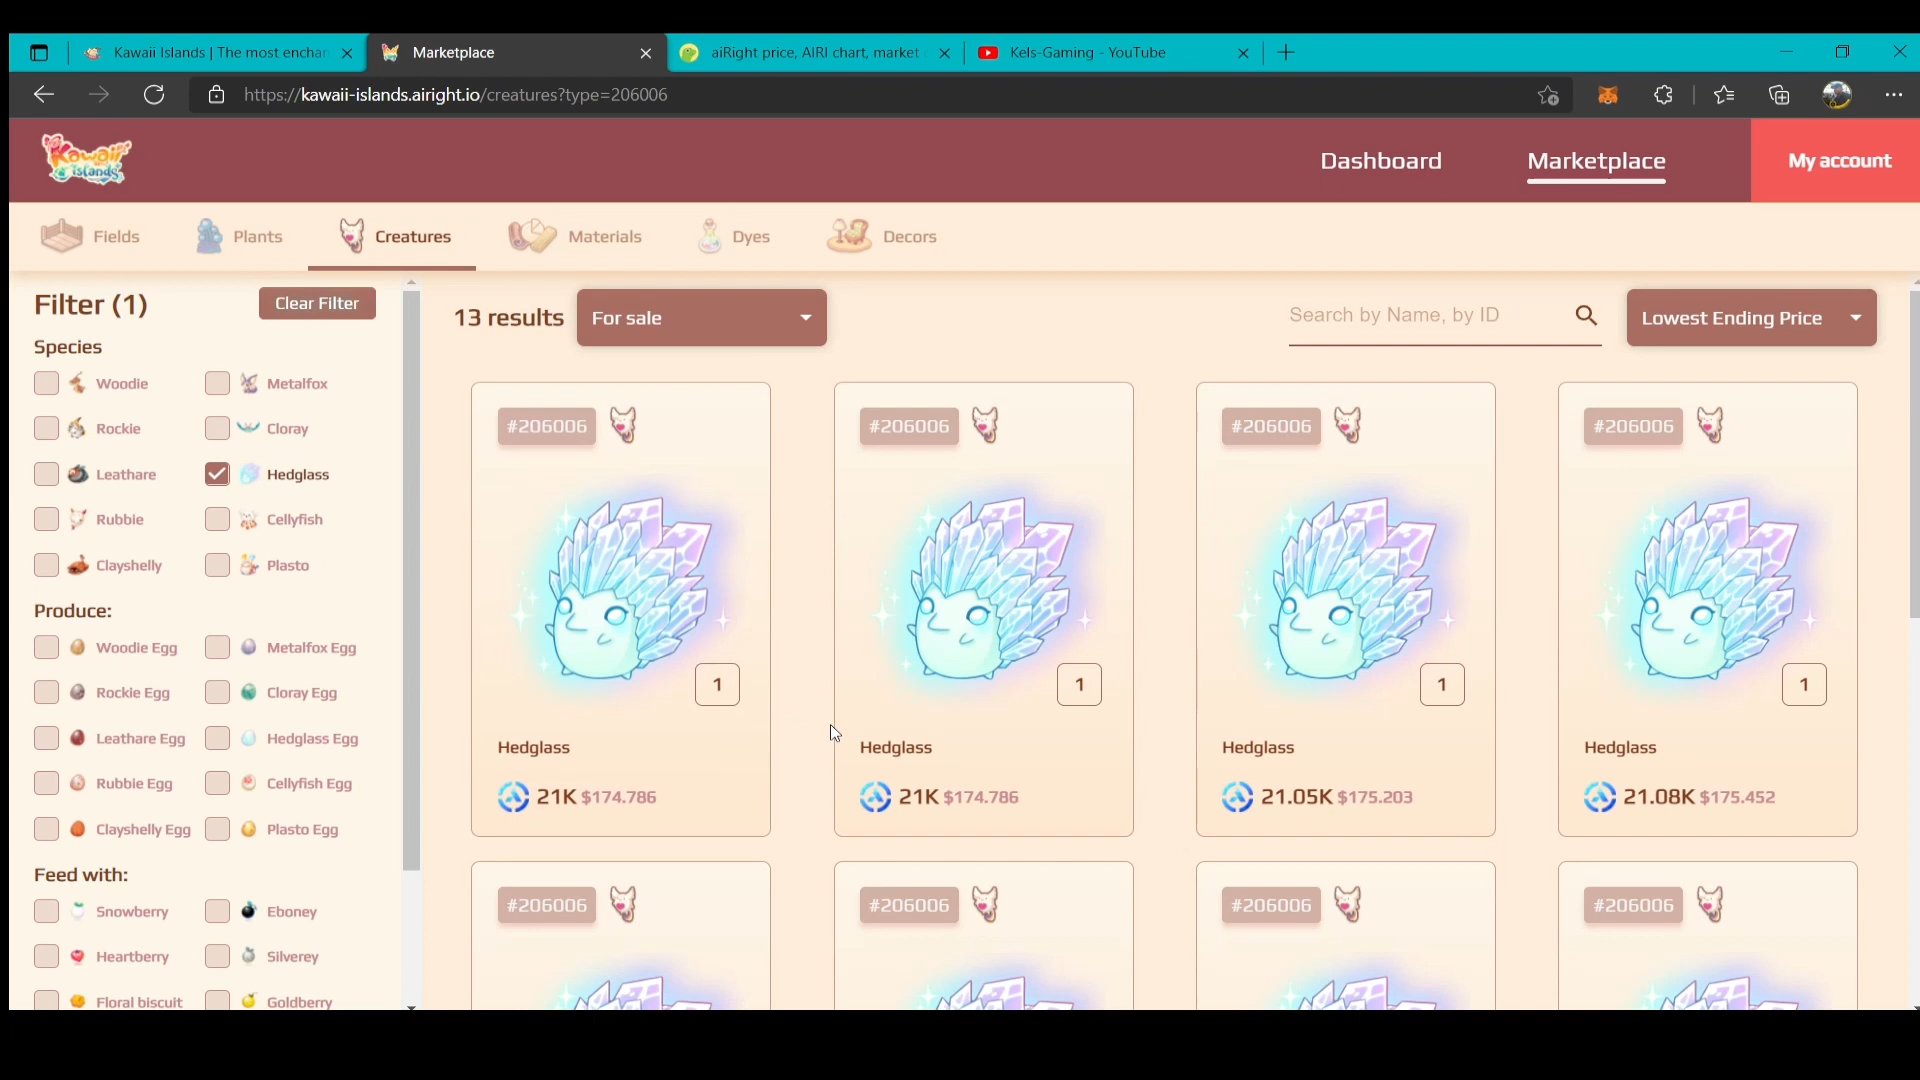 Kawaii Islands | The most enchan
Marketplace
aiRight price, AIRI chart, market
Kels-Gaming - YouTube
https://kawaii-islands.airight.io/creatures?type=206006
Kawaii Islands
Dashboard
Marketplace
My account
Fields
Plants
Creatures
Materials
Dyes
Decors
Filter (1)
Clear Filter
Species
Woodie
Metalfox
Rockie
Cloray
Leathare
Hedglass
Rubbie
Cellyfish
Clayshelly
Plasto
Produce:
Woodie Egg
Metalfox Egg
Rockie Egg
Cloray Egg
Leathare Egg
Hedglass Egg
Rubbie Egg
Cellyfish Egg
Clayshelly Egg
Plasto Egg
Feed with:
Snowberry
Eboney
Heartberry
Silverey
Floral biscuit
Goldberry
13 results
For sale
Search by Name, by ID
Lowest Ending Price
#206006
#206006
#206006
#206006
1
1
1
1
Hedglass
Hedglass
Hedglass
Hedglass
21K $174.786
21K $174.786
21.05K $175.203
21.08K $175.452
#206006
#206006
#206006
#206006